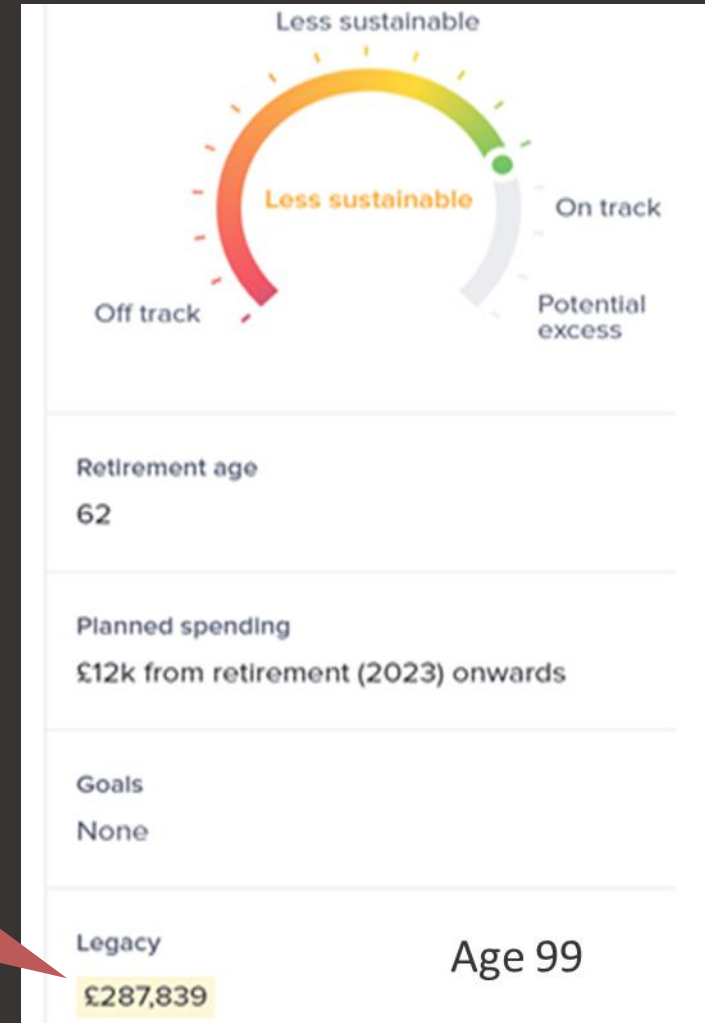 Less sustainable
Less sustainable
On track
Off track
Potential
excess
Retirement age
62
Planned spending
£12k from retirement (2023) onwards
Goals
None
Legacy
Age 99
£287,839